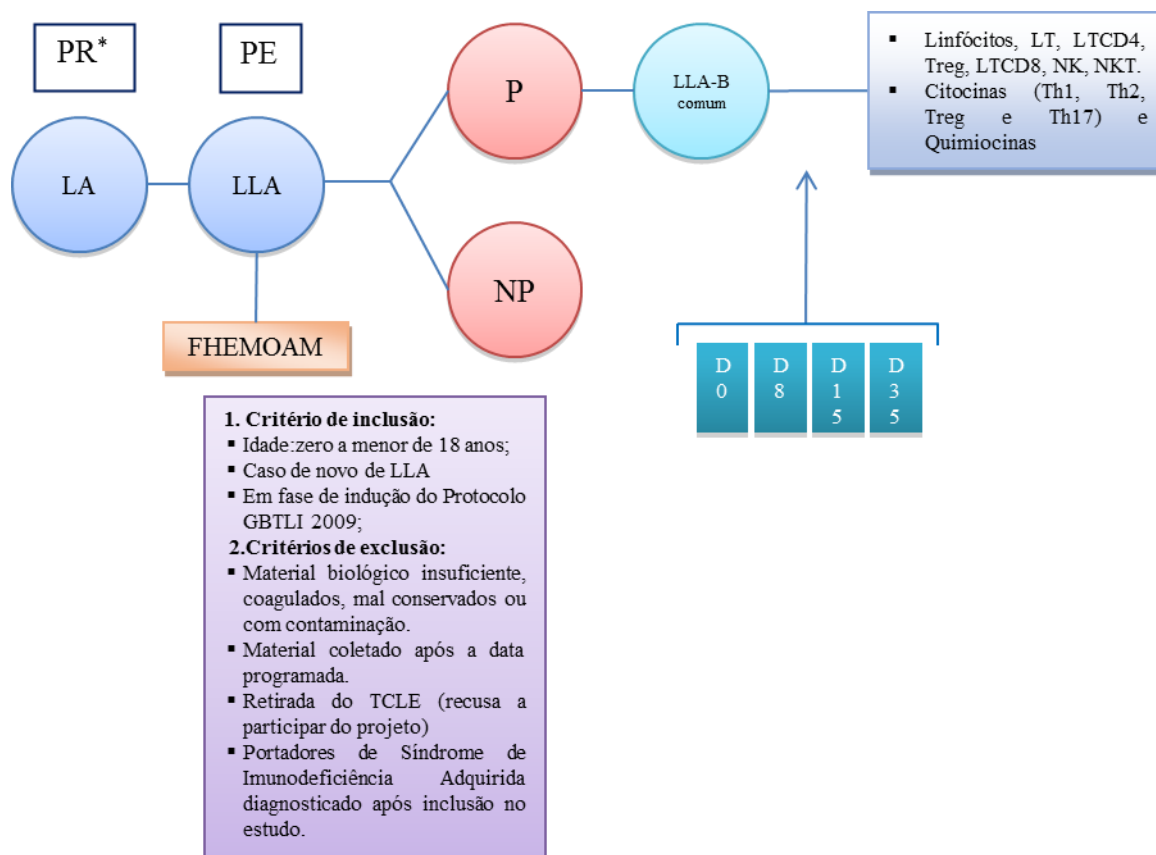 PR*
PE
LA
LLA
P
NP
LLA-B
comum
▪ Linfócitos, LT, LTCD4,
Treg, LTCD8, NK, NKT.
▪ Citocinas (Th1, Th2,
Treg e Th17) e
Quimiocinas
FHEMOAM
D
0
D
8
D
1
5
D
3
5
1. Critério de inclusão:
▪ Idade:zero a menor de 18 anos;
▪ Caso de novo de LLA
▪ Em fase de indução do Protocolo
GBTLI 2009;
2.Critérios de exclusão:
▪ Material biológico insuficiente,
coagulados, mal conservados ou
com contaminação.
▪ Material coletado após a data
programada.
▪ Retirada do TCLE (recusa a
participar do projeto)
▪ Portadores de Síndrome de
Imunodeficiência Adquirida
diagnosticado após inclusão no
estudo.